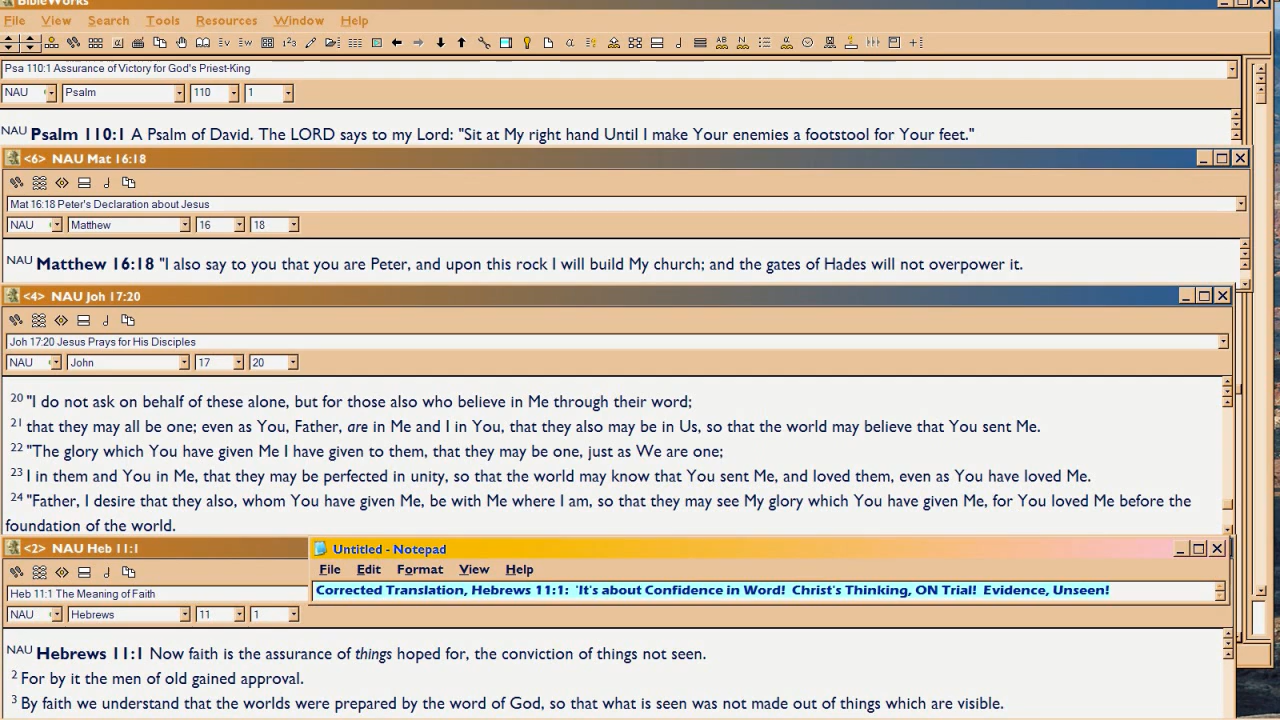 BibleWorks
File View Search Tools Resources Window Help
Psa 110:1 Assurance of Victory for God's Priest-King
NAU Psalm 110 1
NAU Psalm 110:1 A Psalm of David. The LORD says to my Lord: "Sit at My right hand Until I make Your enemies a footstool for Your feet."
<6> NAU Mat 16:18
Mat 16:18 Peter's Declaration about Jesus
NAU Matthew 16 18
NAU Matthew 16:18 "I also say to you that you are Peter, and upon this rock I will build My church; and the gates of Hades will not overpower it.
<4> NAU Joh 17:20
Joh 17:20 Jesus Prays for His Disciples
NAU John 17 20
20 "I do not ask on behalf of these alone, but for those also who believe in Me through their word;
21 that they may all be one; even as You, Father, are in Me and I in You, that they also may be in Us, so that the world may believe that You sent Me.
22 "The glory which You have given Me I have given to them, that they may be one, just as We are one;
23 I in them and You in Me, that they may be perfected in unity, so that the world may know that You sent Me, and loved them, even as You have loved Me.
24 "Father, I desire that they also, whom You have given Me, be with Me where I am, so that they may see My glory which You have given Me, for You loved Me before the
foundation of the world.
<2> NAU Heb 11:1
Untitled - Notepad
File Edit Format View Help
Corrected Translation, Hebrews 11:1: 'It's about Confidence in Word! Christ's Thinking, ON Trial! Evidence, Unseen!
Heb 11:1 The Meaning of Faith
NAU Hebrews 11 1
NAU Hebrews 11:1 Now faith is the assurance of things hoped for, the conviction of things not seen.
2 For by it the men of old gained approval.
3 By faith we understand that the worlds were prepared by the word of God, so that what is seen was not made out of things which are visible.